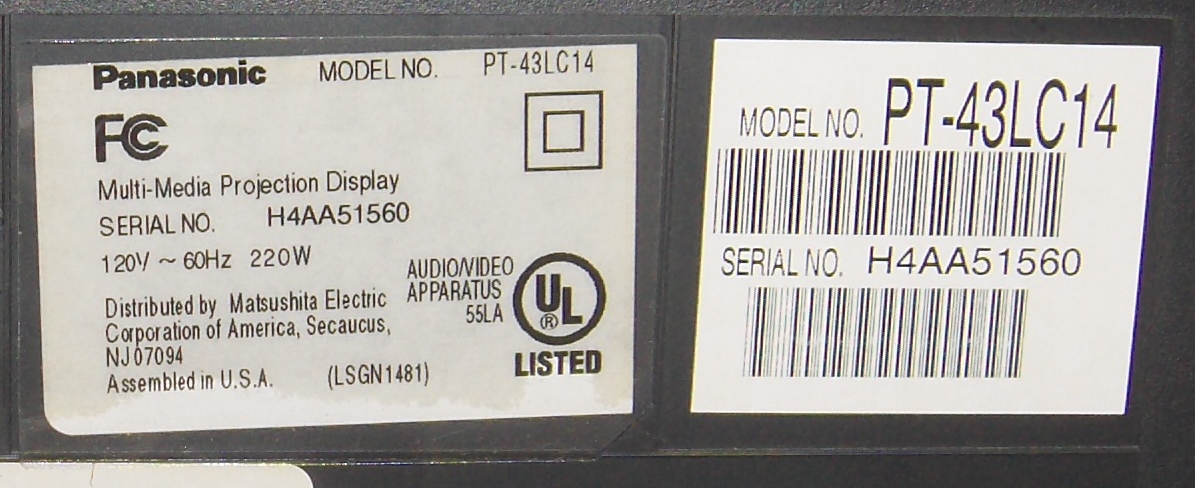 Panasonic MODEL NO. PT-43LC14
FC
Multi-Media Projection Display
SERIAL NO. H4AA51560
120V ~ 60Hz 220W
AUDIO/VIDEO
APPARATUS
55LA
UL
®
LISTED
Distributed by Matsushita Electric
Corporation of America, Secaucus,
NJ 07094
Assembled in U.S.A. (LSGN1481)
MODEL NO. PT-43LC14
SERIAL NO. H4AA51560